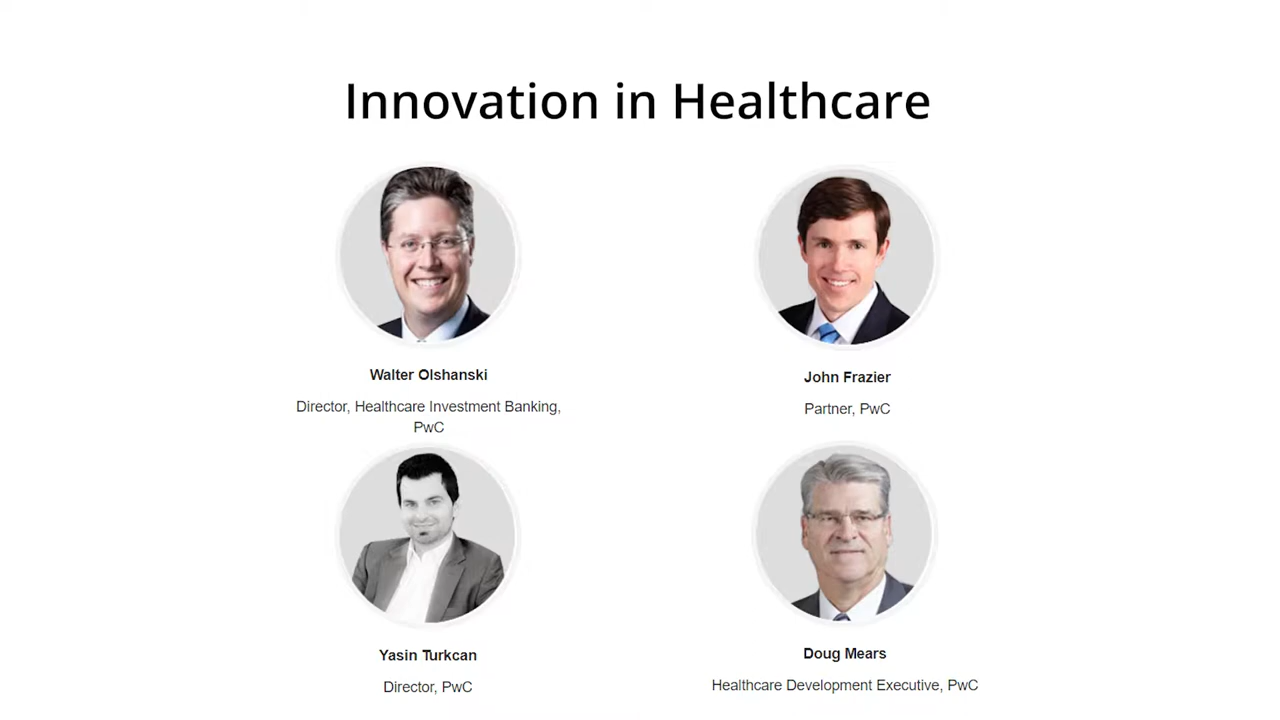 Innovation in Healthcare
Walter Olshanski
Director, Healthcare Investment Banking,
PwC
John Frazier
Partner, PwC
Yasin Turkcan
Director, PwC
Doug Mears
Healthcare Development Executive, PwC